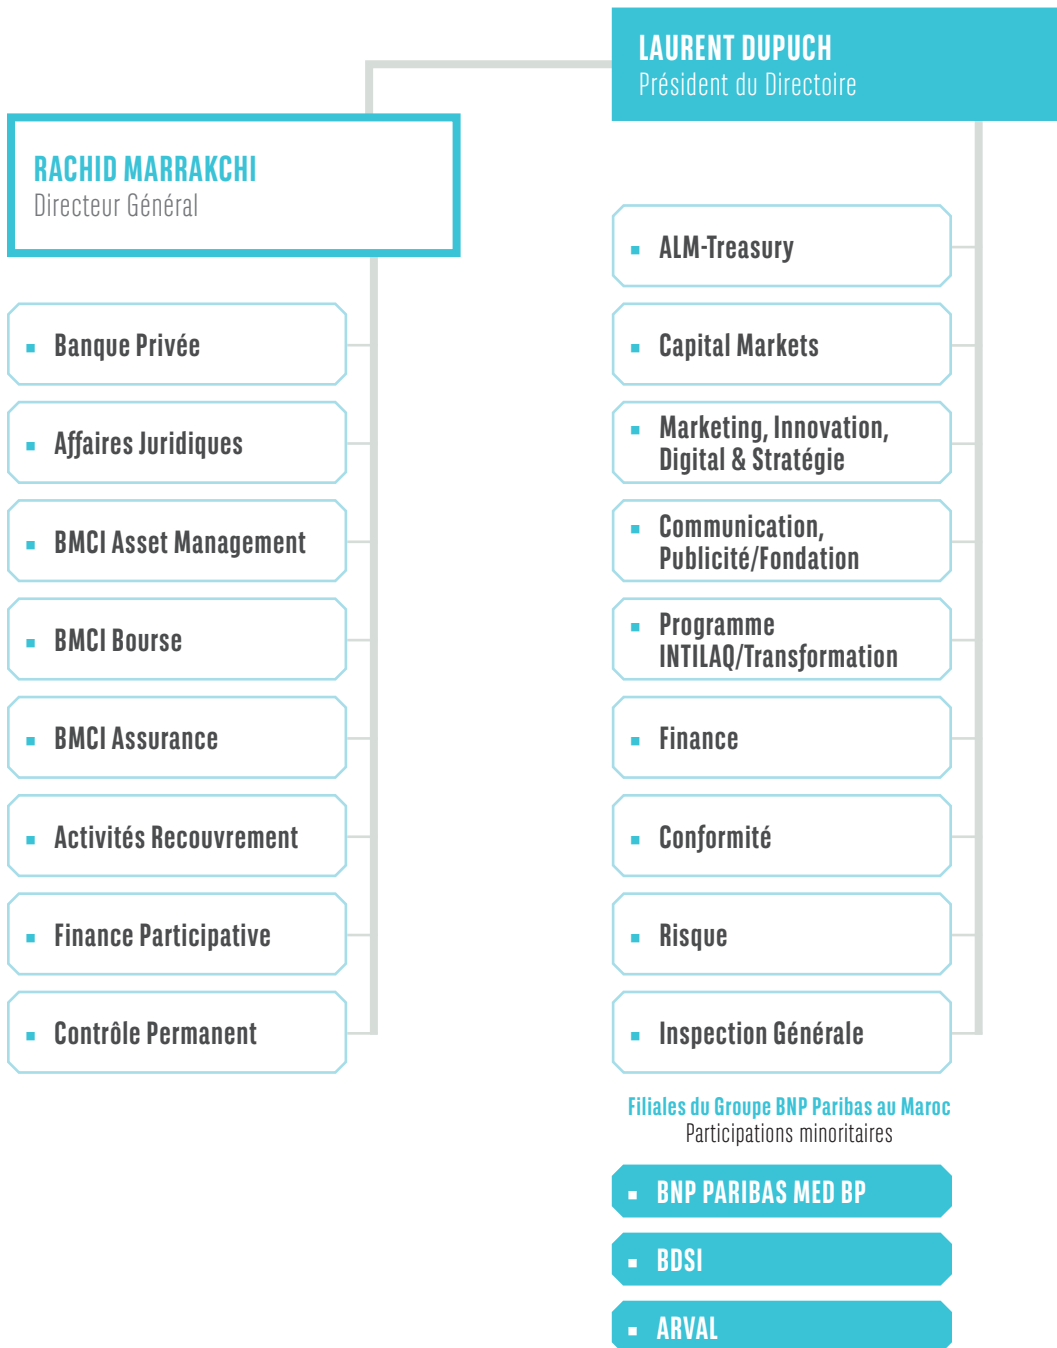 LAURENT DUPUCH
Président du Directoire
RACHID MARRAKCHI
Directeur Général
Banque Privée
Affaires Juridiques
BMCI Asset Management
BMCI Bourse
BMCI Assurance
Activités Recouvrement
Finance Participative
Contrôle Permanent
ALM-Treasury
Capital Markets
Marketing, Innovation,
Digital & Stratégie
Communication,
Publicité/Fondation
Programme
INTILAQ/Transformation
Finance
Conformité
Risque
Inspection Générale
Filiales du Groupe BNP Paribas au Maroc
Participations minoritaires
BNP PARIBAS MED BP
BDSI
ARVAL